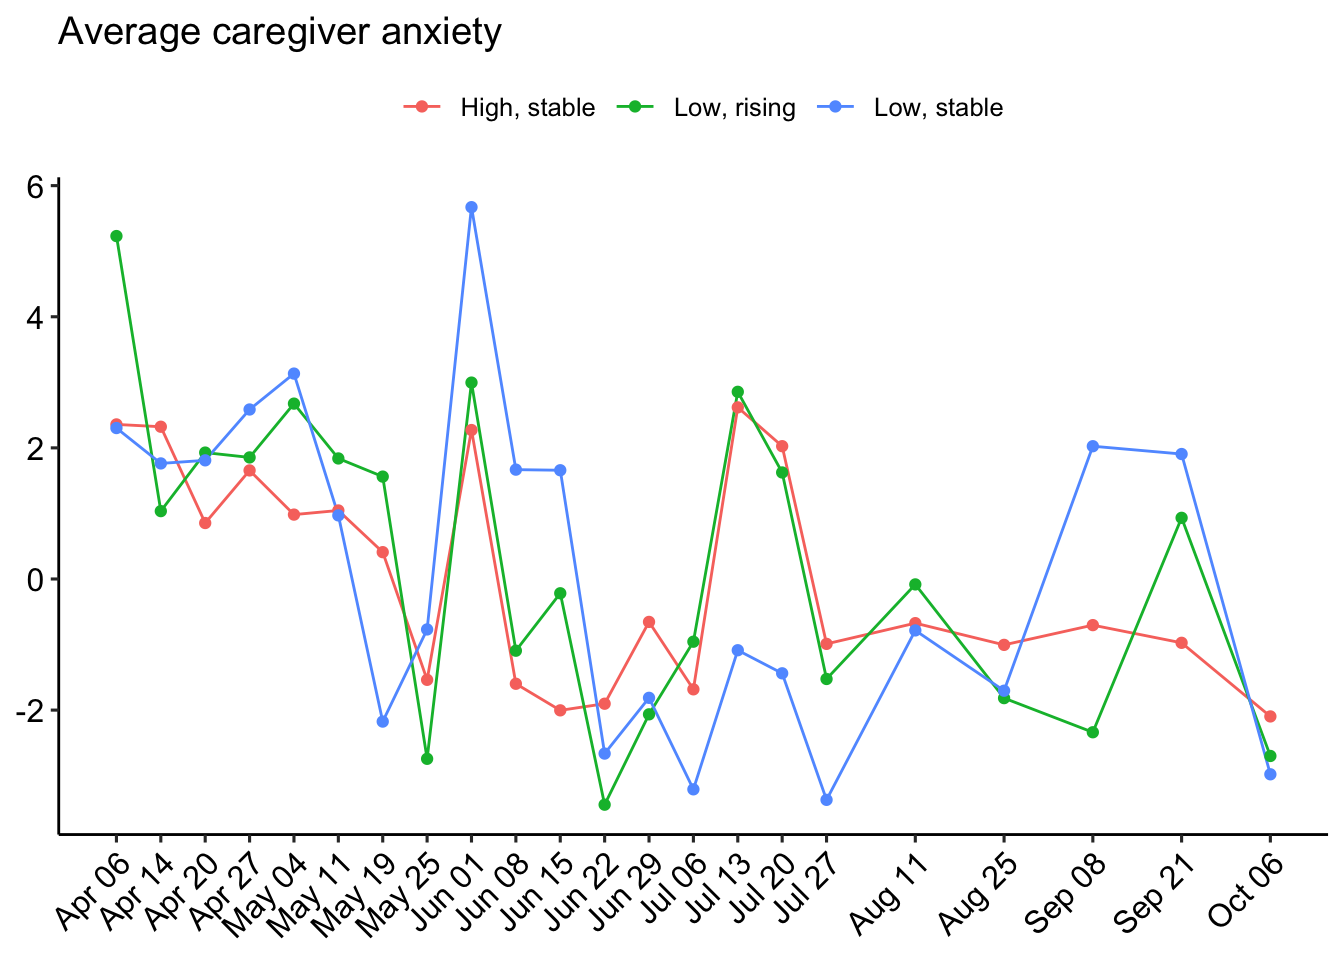 Average caregiver anxiety
High, stable Low, rising Low, stable
6
4
2
0
-2
Apr 06 Apr 14 Apr 20 Apr 27 May 04 May 11 May 19 May 25 Jun 01 Jun 08 Jun 15 Jun 22 Jun 29 Jul 06 Jul 13 Jul 20 Jul 27 Aug 11 Aug 25 Sep 08 Sep 21 Oct 06